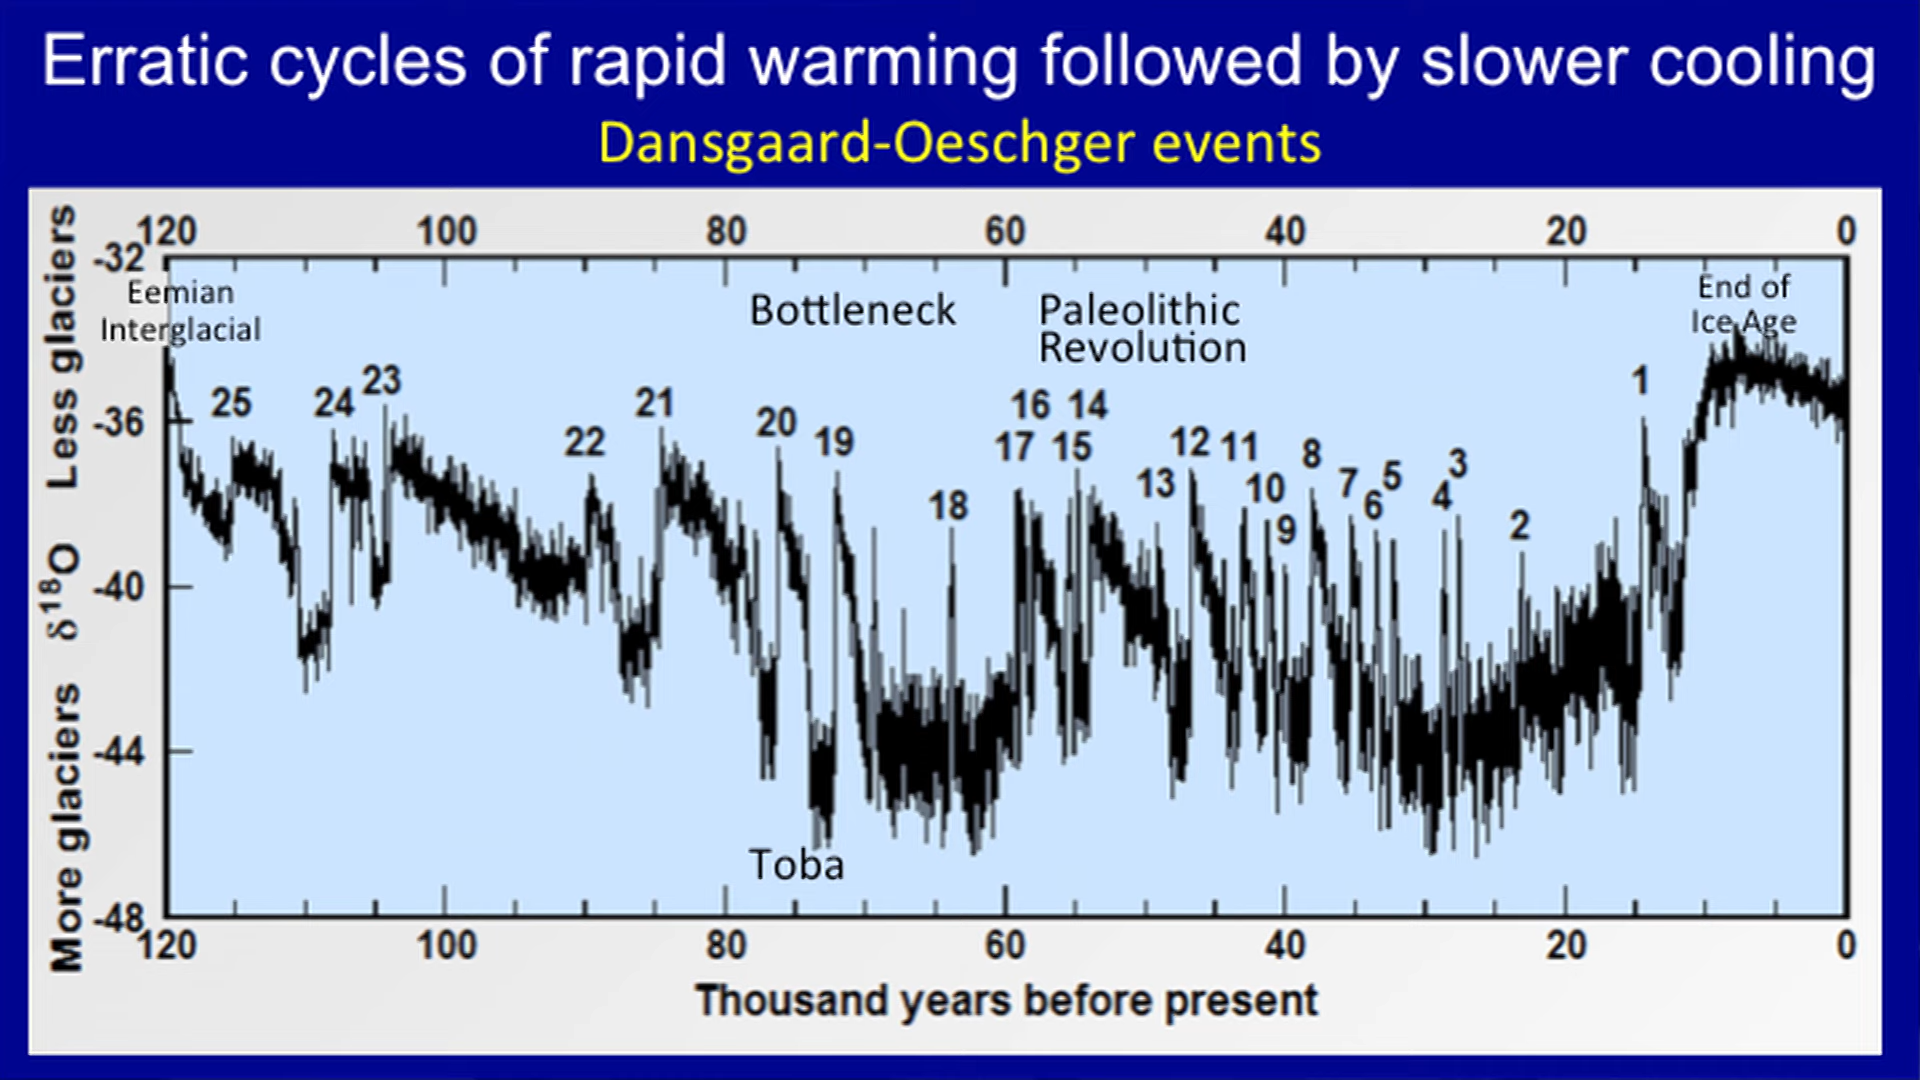 Erratic cycles of rapid warming followed by slower cooling
Dansgaard-Oeschger events
120 100 80 60 40 20 0
More glaciers δ¹⁸O Less glaciers
-32
-36
-40
-44
-48
Eemian
Interglacial
Bottleneck
Paleolithic
Revolution
End of
Ice Age
25
24
23
22
21
20
19
18
17
16
15
14
13
12
11
10
9
8
7
6
5
4
3
2
1
Toba
120 100 80 60 40 20 0
Thousand years before present